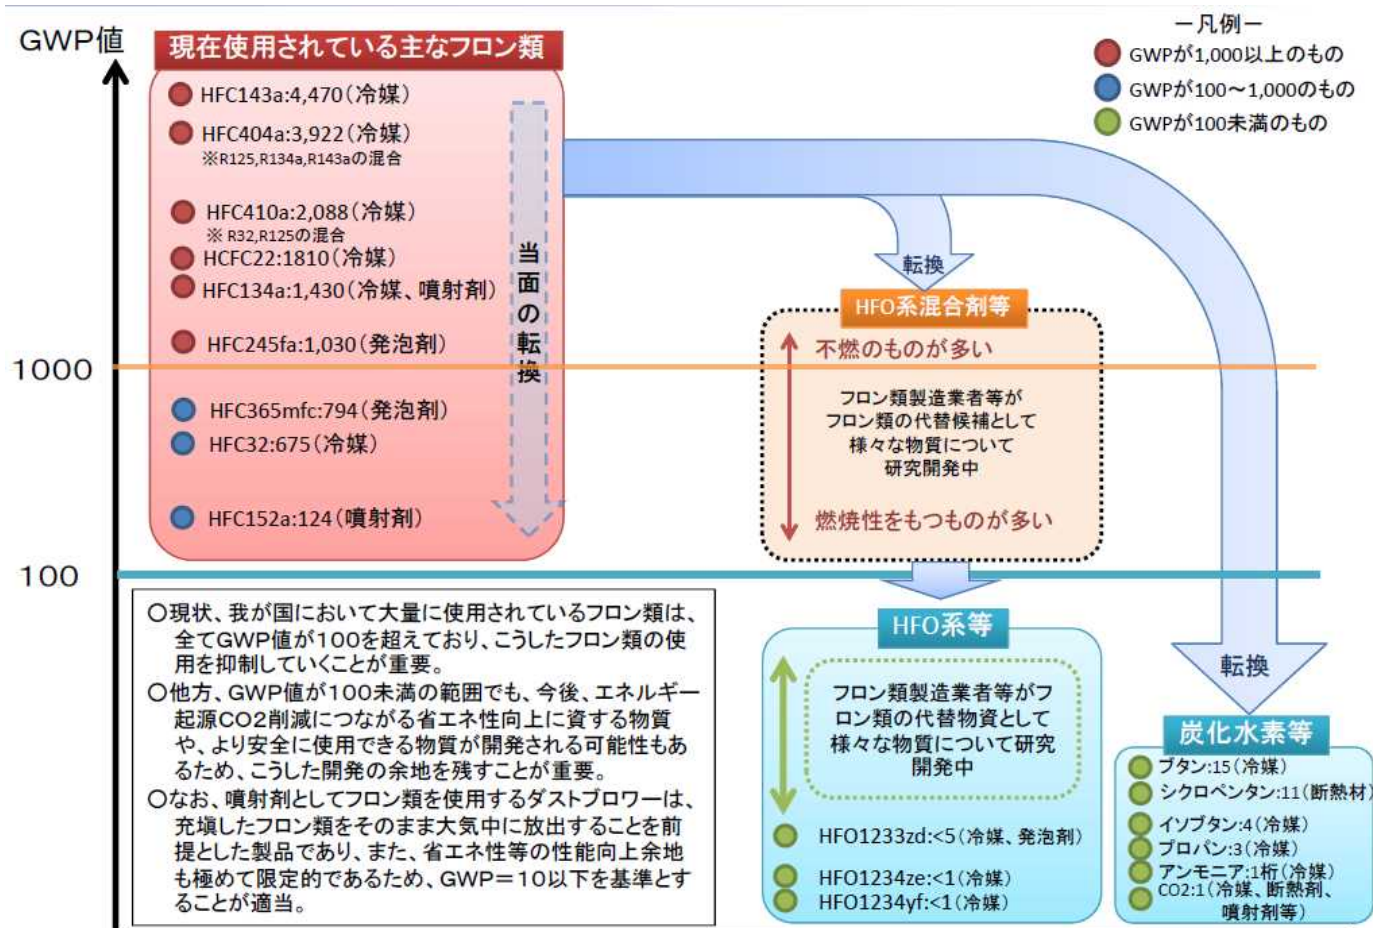 GWP値
現在使用されている主なフロン類
HFC143a:4,470(冷媒)
HFC404a:3,922(冷媒)
※R125,R134a,R143aの混合
HFC410a:2,088(冷媒)
※ R32,R125の混合
HCFC22:1810(冷媒)
HFC134a:1,430(冷媒、噴射剤)
HFC245fa:1,030(発泡剤)
HFC365mfc:794(発泡剤)
HFC32:675(冷媒)
HFC152a:124(噴射剤)
当面の転換
1000
100
ー凡例ー
GWPが1,000以上のもの
GWPが100～1,000のもの
GWPが100未満のもの
転換
HFO系混合剤等
不燃のものが多い
フロン類製造業者等が
フロン類の代替候補として
様々な物質について
研究開発中
燃焼性をもつものが多い
HFO系等
フロン類製造業者等がフ
ロン類の代替物資として
様々な物質について研究
開発中
HFO1233zd:<5(冷媒、発泡剤)
HFO1234ze:<1(冷媒)
HFO1234yf:<1(冷媒)
転換
炭化水素等
ブタン:15(冷媒)
シクロペンタン:11(断熱材)
イソブタン:4(冷媒)
プロパン:3(冷媒)
アンモニア:1桁(冷媒)
CO2:1(冷媒、断熱剤、
噴射剤等)
○現状、我が国において大量に使用されているフロン類は、
全てGWP値が100を超えており、こうしたフロン類の使
用を抑制していくことが重要。
○他方、GWP値が100未満の範囲でも、今後、エネルギー
起源CO2削減につながる省エネ性向上に資する物質
や、より安全に使用できる物質が開発される可能性もあ
るため、こうした開発の余地を残すことが重要。
○なお、噴射剤としてフロン類を使用するダストブロワーは、
充塡したフロン類をそのまま大気中に放出することを前
提とした製品であり、また、省エネ性等の性能向上余地
も極めて限定的であるため、GWP＝10以下を基準とす
ることが適当。